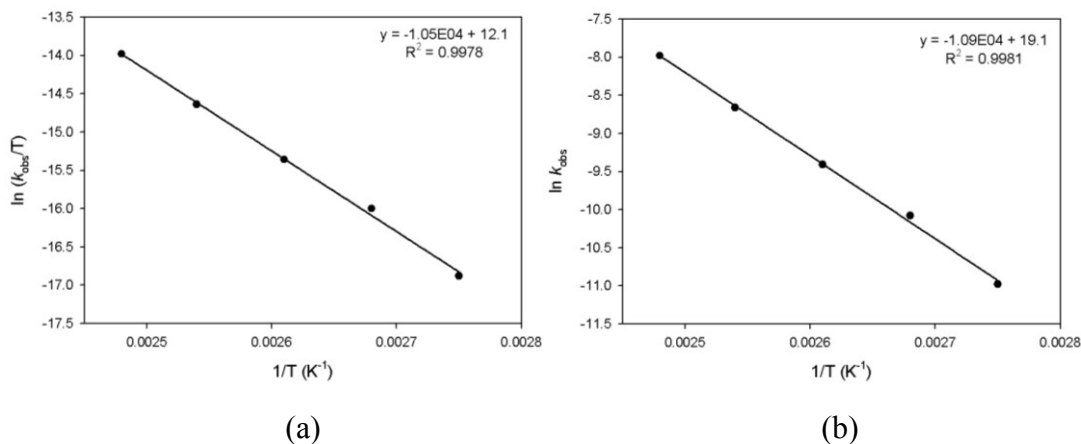 y = -1.05E04 + 12.1
R² = 0.9978
-13.5
-14.0
-14.5
-15.0
-15.5
-16.0
-16.5
-17.0
-17.5
ln (kobs/T)
0.0025
0.0026
0.0027
0.0028
1/T (K⁻¹)
(a)
y = -1.09E04 + 19.1
R² = 0.9981
-7.5
-8.0
-8.5
-9.0
-9.5
-10.0
-10.5
-11.0
-11.5
ln kobs
0.0025
0.0026
0.0027
0.0028
1/T (K⁻¹)
(b)